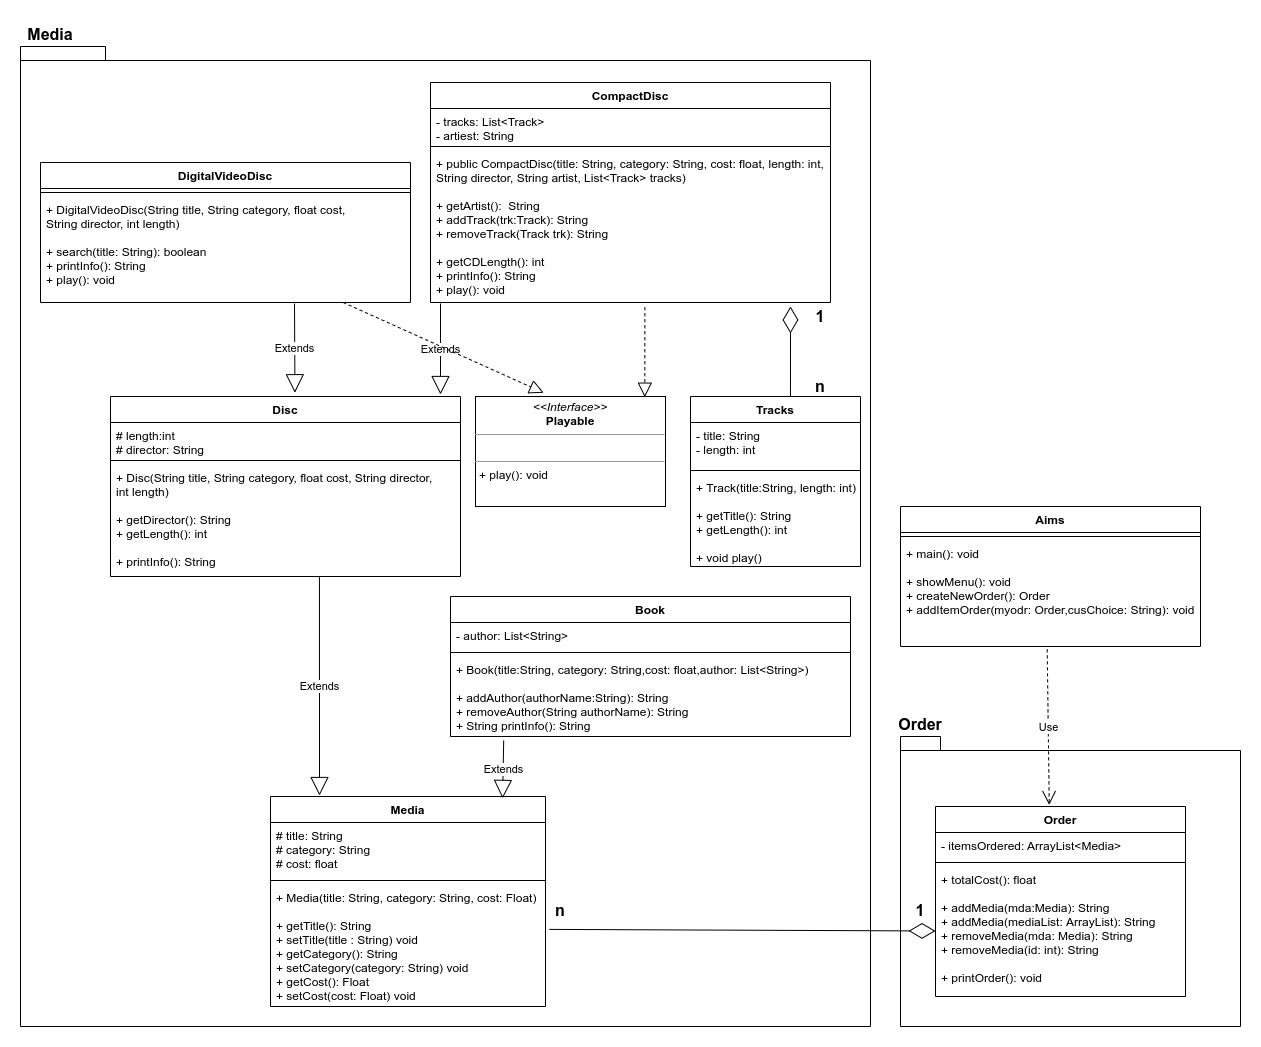 Media
CompactDisc
- tracks: List<Track>
- artiest: String
+ public CompactDisc(title: String, category: String, cost: float, length: int,
String director, String artist, List<Track> tracks)
+ getArtist():  String
+ addTrack(trk:Track): String
+ removeTrack(Track trk): String
+ getCDLength(): int
+ printInfo(): String
+ play(): void
DigitalVideoDisc
+ DigitalVideoDisc(String title, String category, float cost,
String director, int length)
+ search(title: String): boolean
+ printInfo(): String
+ play(): void
Extends
Extends
1
n
Disc
# length:int
# director: String
+ Disc(String title, String category, float cost, String director,
int length)
+ getDirector(): String
+ getLength(): int
+ printInfo(): String
<<Interface>>
Playable
+ play(): void
Tracks
- title: String
- length: int
+ Track(title:String, length: int)
+ getTitle(): String
+ getLength(): int
+ void play()
Aims
+ main(): void
+ showMenu(): void
+ createNewOrder(): Order
+ addItemOrder(myodr: Order,cusChoice: String): void
Book
- author: List<String>
+ Book(title:String, category: String,cost: float,author: List<String>)
+ addAuthor(authorName:String): String
+ removeAuthor(String authorName): String
+ String printInfo(): String
Extends
Extends
Use
Order
Media
# title: String
# category: String
# cost: float
+ Media(title: String, category: String, cost: Float)
+ getTitle(): String
+ setTitle(title : String) void
+ getCategory(): String
+ setCategory(category: String) void
+ getCost(): Float
+ setCost(cost: Float) void
n
1
Order
- itemsOrdered: ArrayList<Media>
+ totalCost(): float
+ addMedia(mda:Media): String
+ addMedia(mediaList: ArrayList): String
+ removeMedia(mda: Media): String
+ removeMedia(id: int): String
+ printOrder(): void